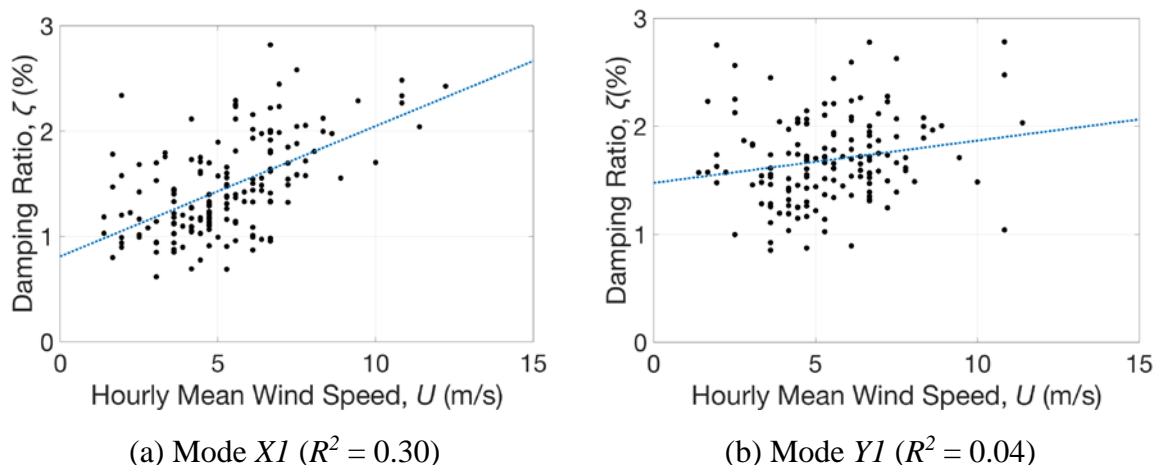 3
2
1
0
Damping Ratio, ζ (%)
0 5 10 15
Hourly Mean Wind Speed, U (m/s)
(a) Mode X1 (R² = 0.30)
3
2
1
0
Damping Ratio, ζ(%)
0 5 10 15
Hourly Mean Wind Speed, U (m/s)
(b) Mode Y1 (R² = 0.04)